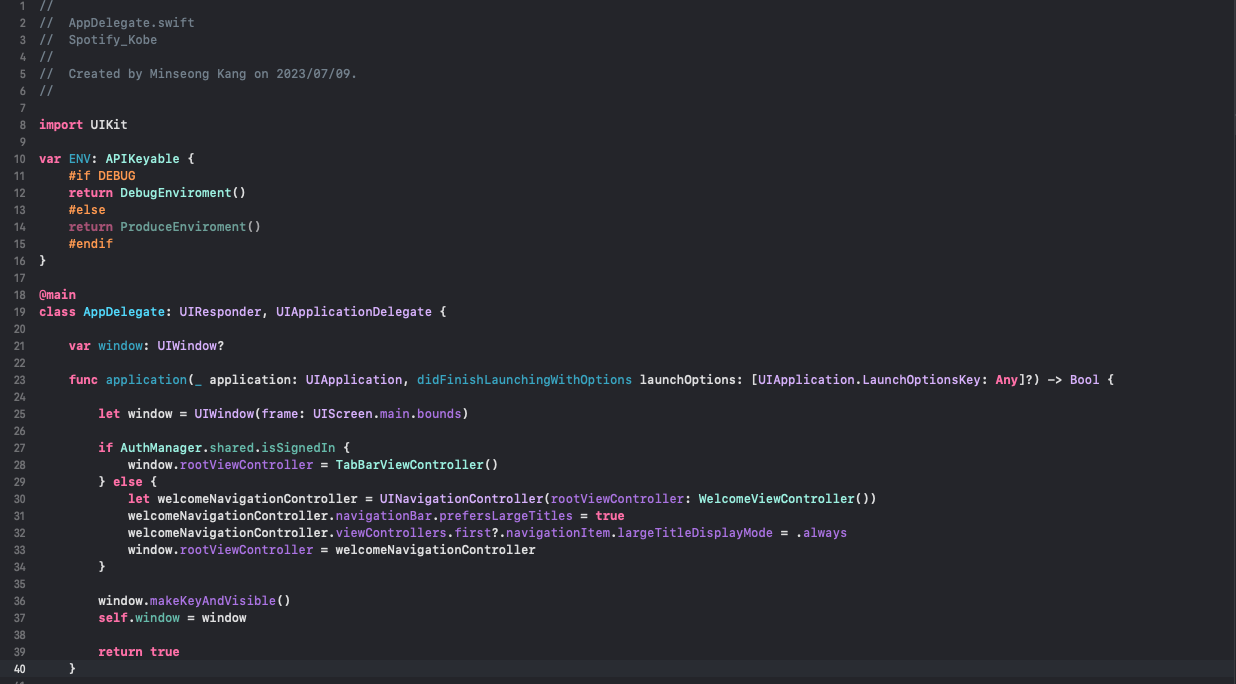 1 //
2 //  AppDelegate.swift
3 //  Spotify_Kobe
4 //
5 //  Created by Minseong Kang on 2023/07/09.
6 //
7
8 import UIKit
9
10 var ENV: APIKeyable {
11     #if DEBUG
12     return DebugEnviroment()
13     #else
14     return ProduceEnviroment()
15     #endif
16 }
17
18 @main
19 class AppDelegate: UIResponder, UIApplicationDelegate {
20
21     var window: UIWindow?
22
23     func application(_ application: UIApplication, didFinishLaunchingWithOptions launchOptions: [UIApplication.LaunchOptionsKey: Any]?) -> Bool {
24
25         let window = UIWindow(frame: UIScreen.main.bounds)
26
27         if AuthManager.shared.isSignedIn {
28             window.rootViewController = TabBarViewController()
29         } else {
30             let welcomeNavigationController = UINavigationController(rootViewController: WelcomeViewController())
31             welcomeNavigationController.navigationBar.prefersLargeTitles = true
32             welcomeNavigationController.viewControllers.first?.navigationItem.largeTitleDisplayMode = .always
33             window.rootViewController = welcomeNavigationController
34         }
35
36         window.makeKeyAndVisible()
37         self.window = window
38
39         return true
40     }